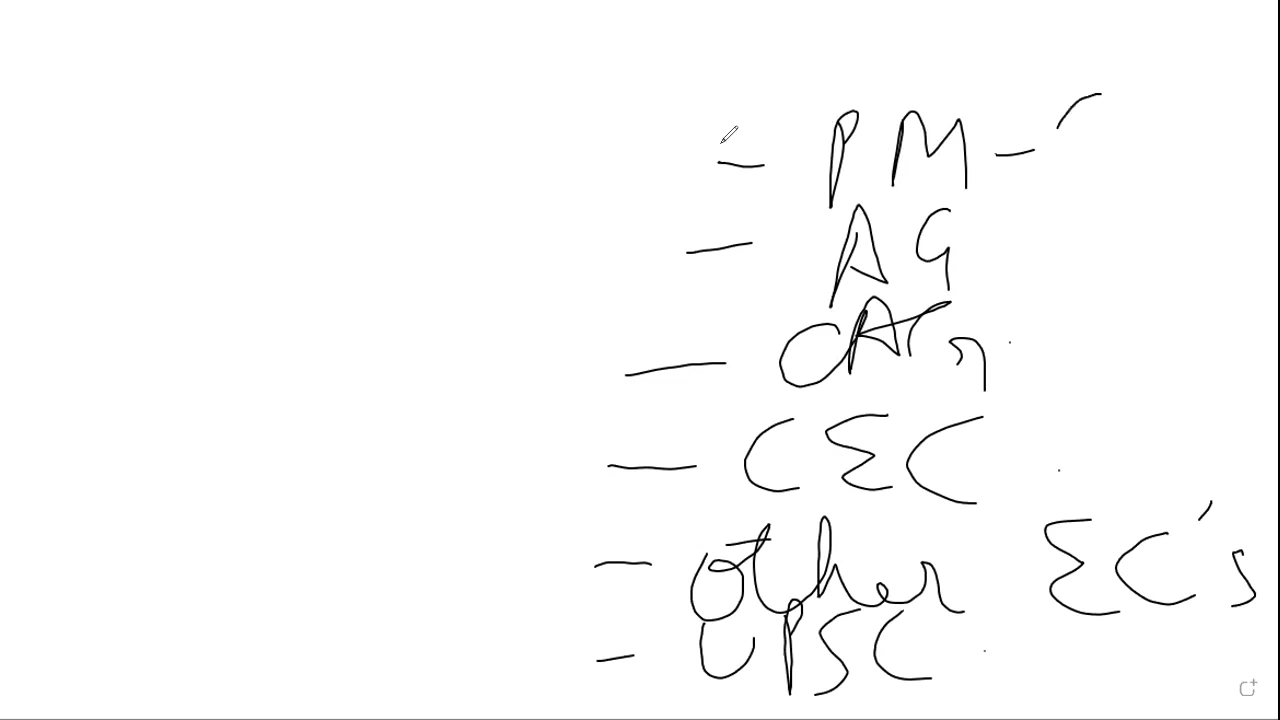 - PM -
- AG
- CAG
- CEC
- other EC's
- UPSC